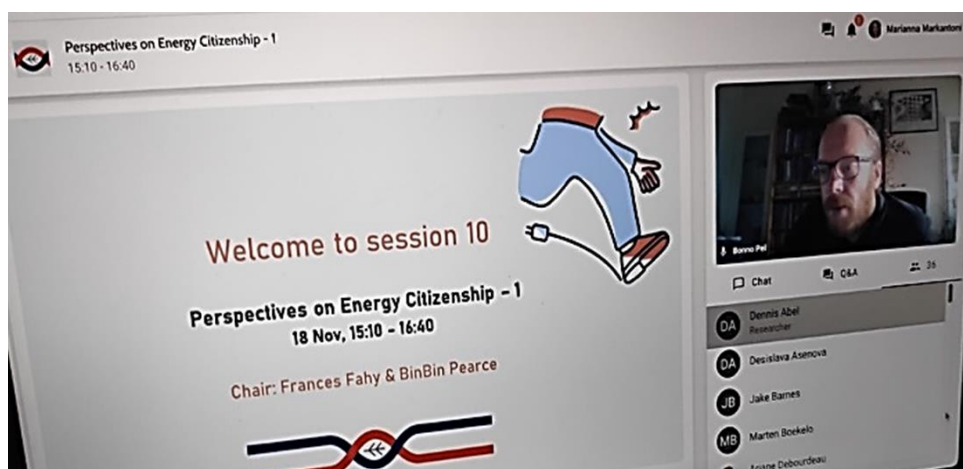 Perspectives on Energy Citizenship - 1
15:10 - 16:40
Marianna Markantoni
Welcome to session 10
Perspectives on Energy Citizenship - 1
18 Nov, 15:10 - 16:40
Chair: Frances Fahy & BinBin Pearce
Bonno Pel
Chat
Q&A
36
DA
Dennis Abel
Researcher
DA
Desislava Asenova
JB
Jake Barnes
MB
Marten Boekelo
Ariane Debourdeau